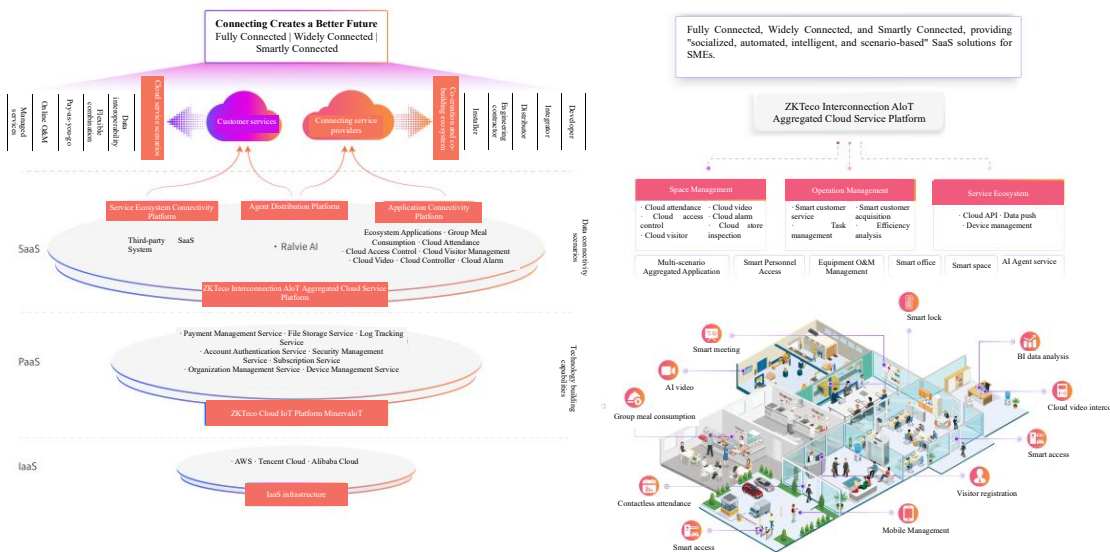 Connecting Creates a Better Future
Fully Connected | Widely Connected |
Smartly Connected
Managed
services
Online O&M
Pay-as-you-go
Flexible
combination
Data
interoperability
Cloud service scenarios
Customer services
Connecting service
providers
Co-creation and co-
building ecosystem
Installer
Engineering
contractor
Distributor
Integrator
Developer
Service Ecosystem Connectivity
Platform
Agent Distribution Platform
Application Connectivity
Platform
SaaS
Third-party SaaS
System
· Ralvie AI
Ecosystem Applications · Group Meal
Consumption · Cloud Attendance
· Cloud Access Control · Cloud Visitor Management
· Cloud Video · Cloud Controller · Cloud Alarm
Data connectivity
scenarios
ZKTeco Interconnection AIoT Aggregated Cloud Service
Platform
PaaS
· Payment Management Service · File Storage Service · Log Tracking
Service
· Account Authentication Service · Security Management
Service · Subscription Service
· Organization Management Service · Device Management Service
Technology building
capabilities
ZKTeco Cloud IoT Platform MinervaIoT
IaaS
· AWS · Tencent Cloud · Alibaba Cloud
IaaS infrastructure
Fully Connected, Widely Connected, and Smartly Connected, providing
"socialized, automated, intelligent, and scenario-based" SaaS solutions for
SMEs.
ZKTeco Interconnection AIoT
Aggregated Cloud Service Platform
Space Management
· Cloud attendance · Cloud video
· Cloud access · Cloud alarm
control · Cloud store
· Cloud visitor inspection
Operation Management
· Smart customer · Smart customer
service acquisition
· Task · Efficiency
management analysis
Service Ecosystem
· Cloud API · Data push
· Device management
Multi-scenario
Aggregated Application
Smart Personnel
Access
Equipment O&M
Management
Smart office
Smart space
AI Agent service
Smart lock
Smart meeting
BI data analysis
AI video
Cloud video interco
Group meal consumption
Smart access
Visitor registration
Contactless attendance
Mobile Management
Smart access